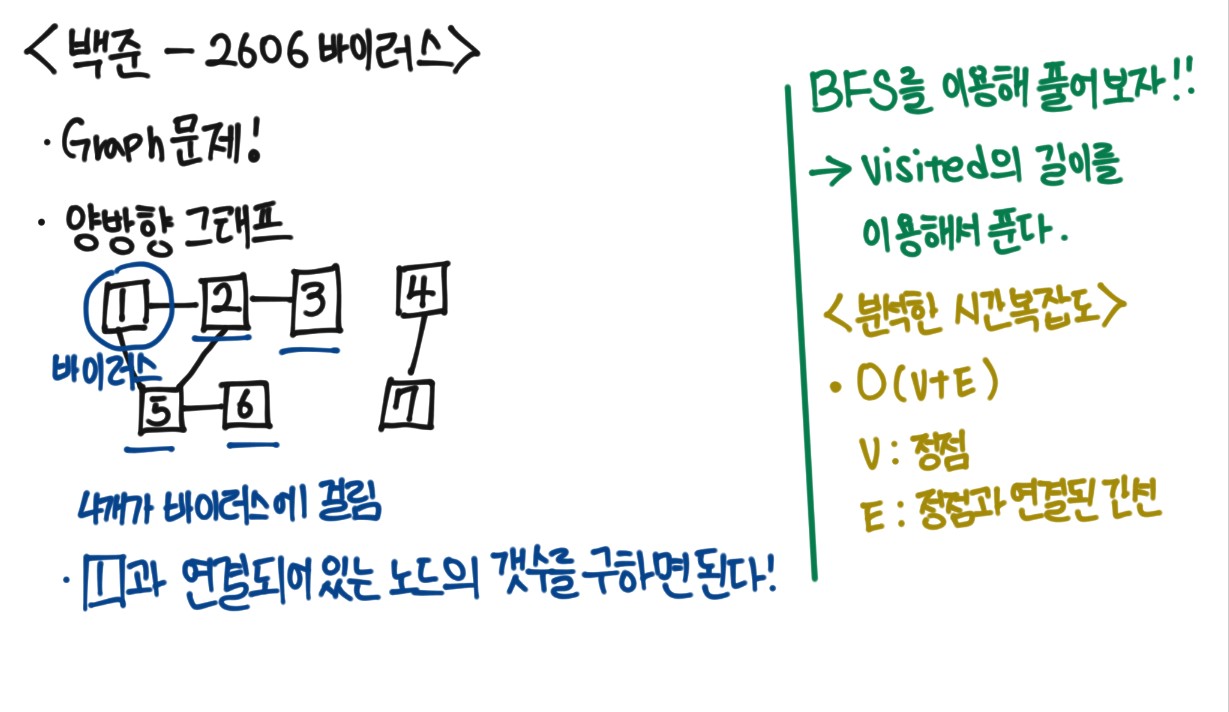 <백준 - 2606 바이러스>
· Graph 문제!
· 양방향 그래프
1 2 3 4
바이러스
5 6 7
4개가 바이러스에 걸림
· 1과 연결되어 있는 노드의 갯수를 구하면 된다!
BFS를 이용해 풀어보자!!
→ visited의 길이를
이용해서 푼다.
<분석한 시간복잡도>
• O(V+E)
V : 정점
E : 정점과 연결된 간선